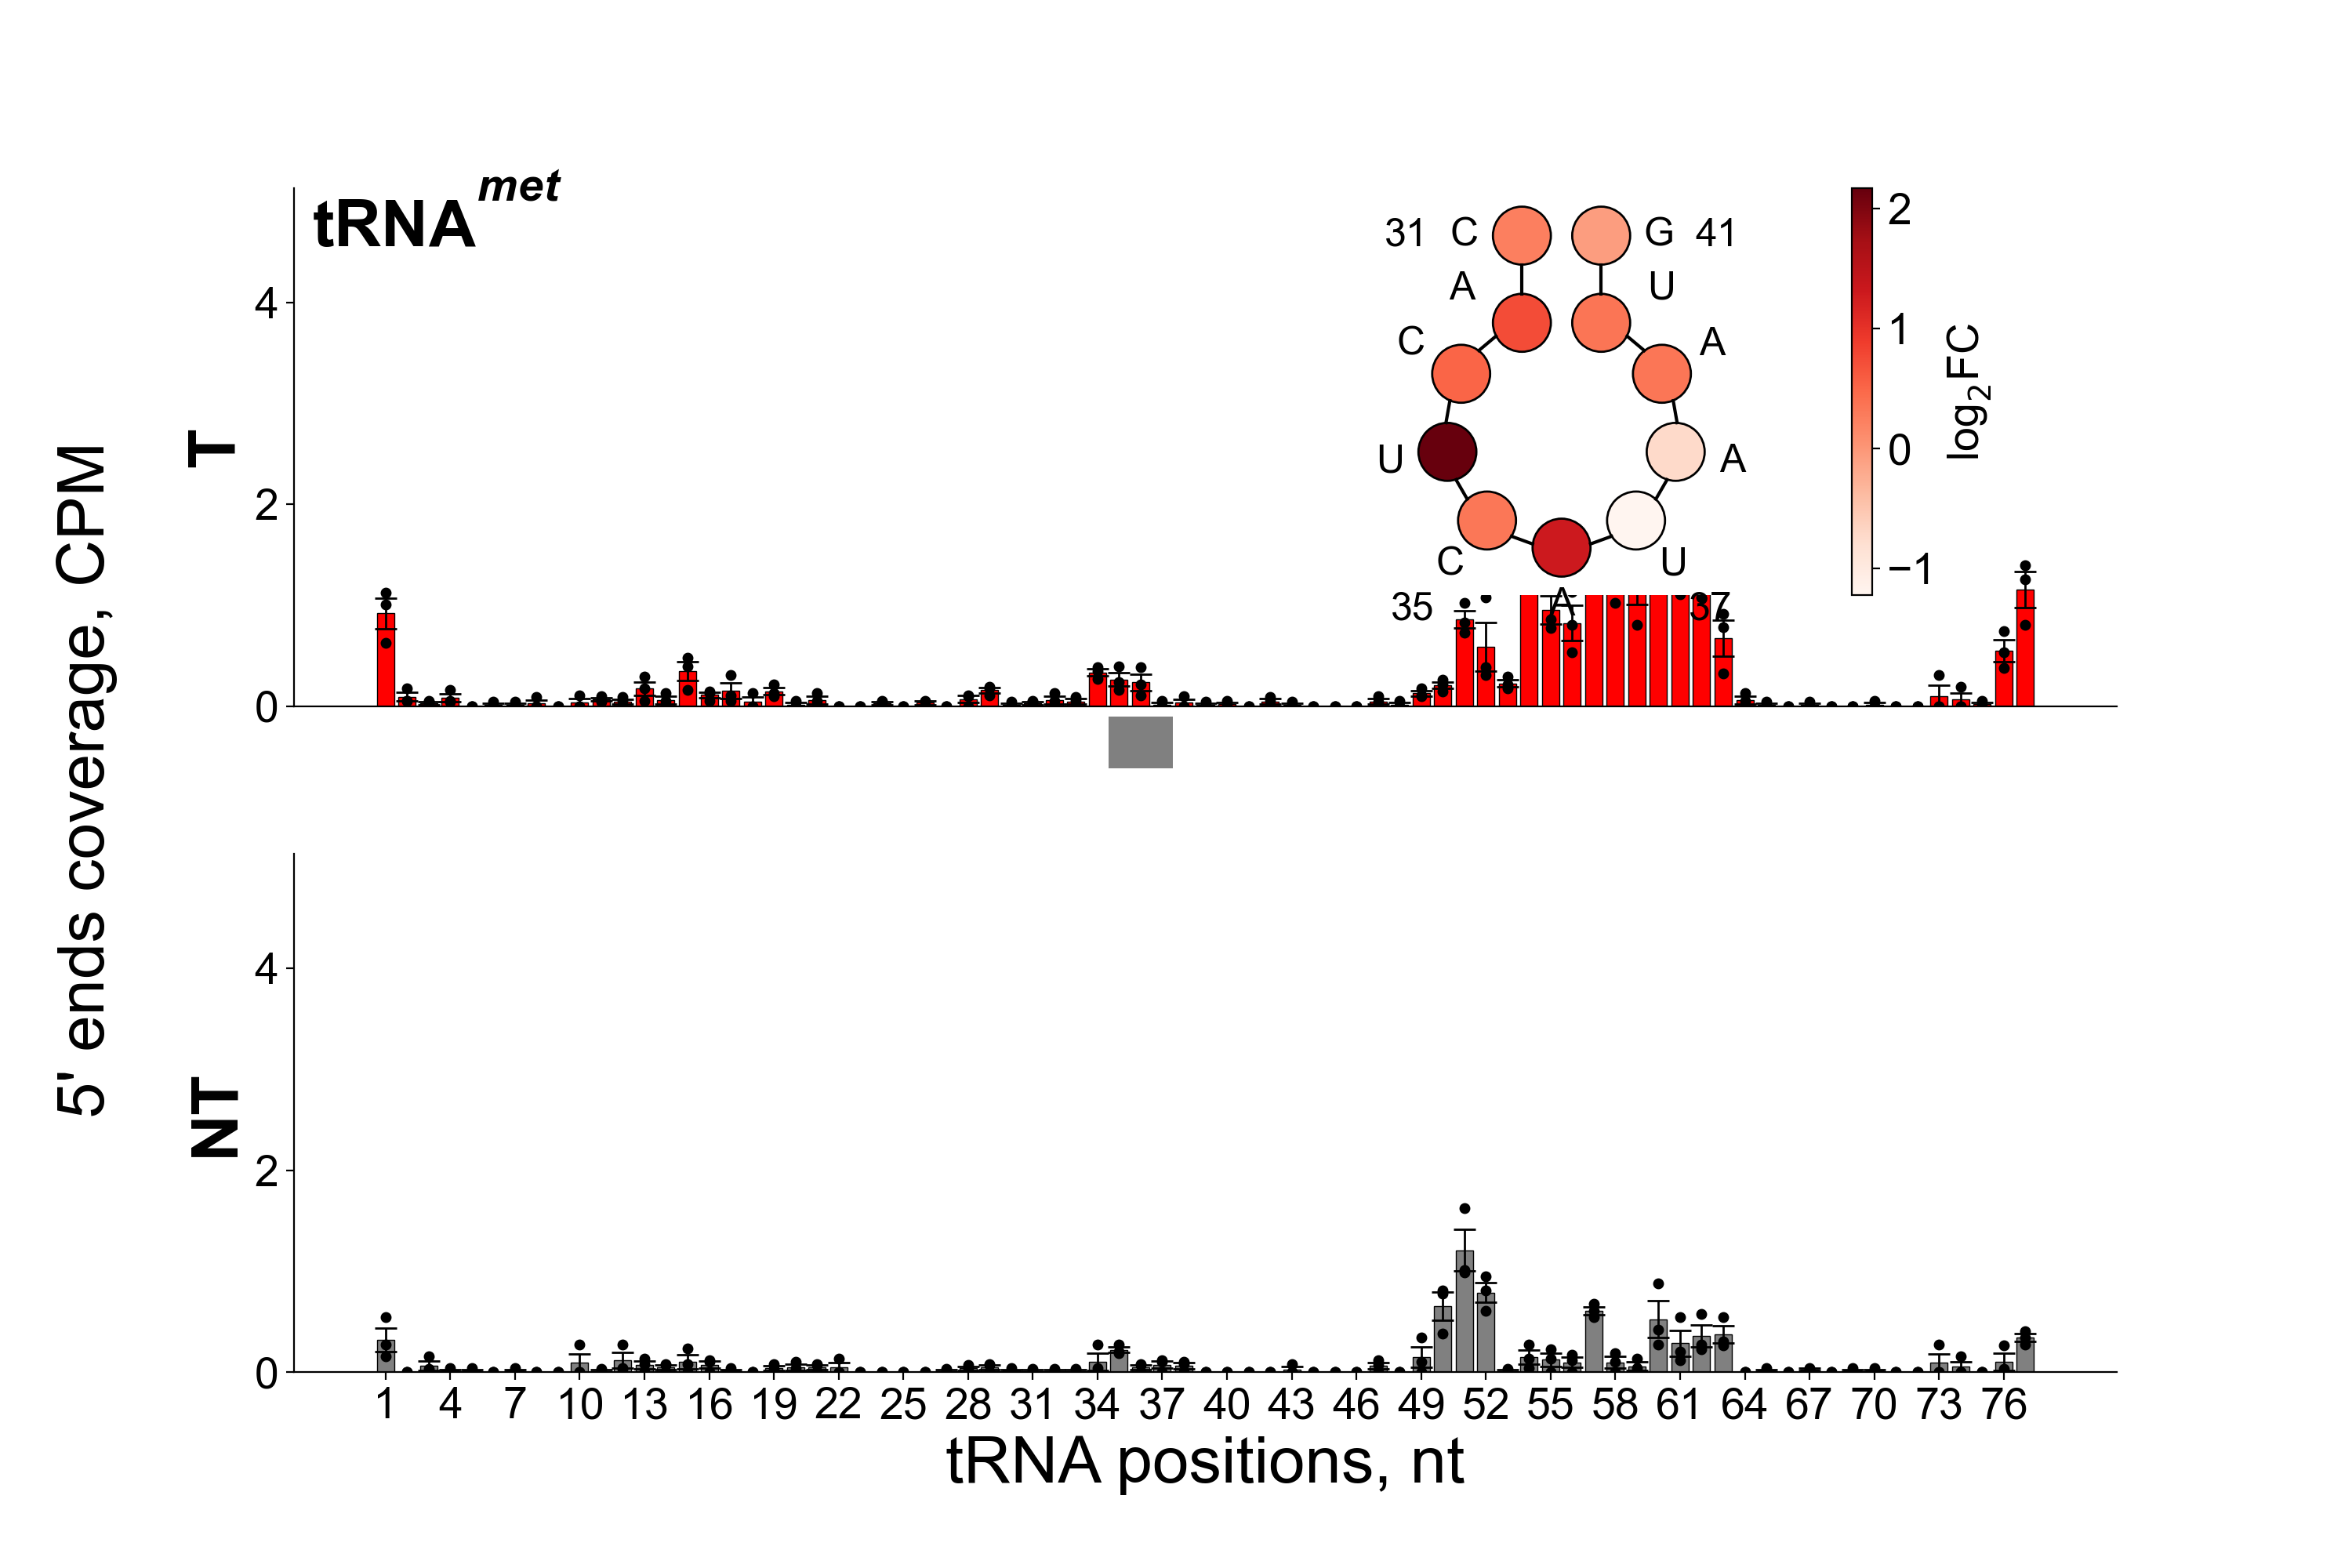 tRNA^met
5' ends coverage, CPM
T
4
2
0
31 C G 41
A U
C A
U A
C U
35 A 37
2
1
0
−1
log₂FC
NT
4
2
0
1 4 7 10 13 16 19 22 25 28 31 34 37 40 43 46 49 52 55 58 61 64 67 70 73 76
tRNA positions, nt